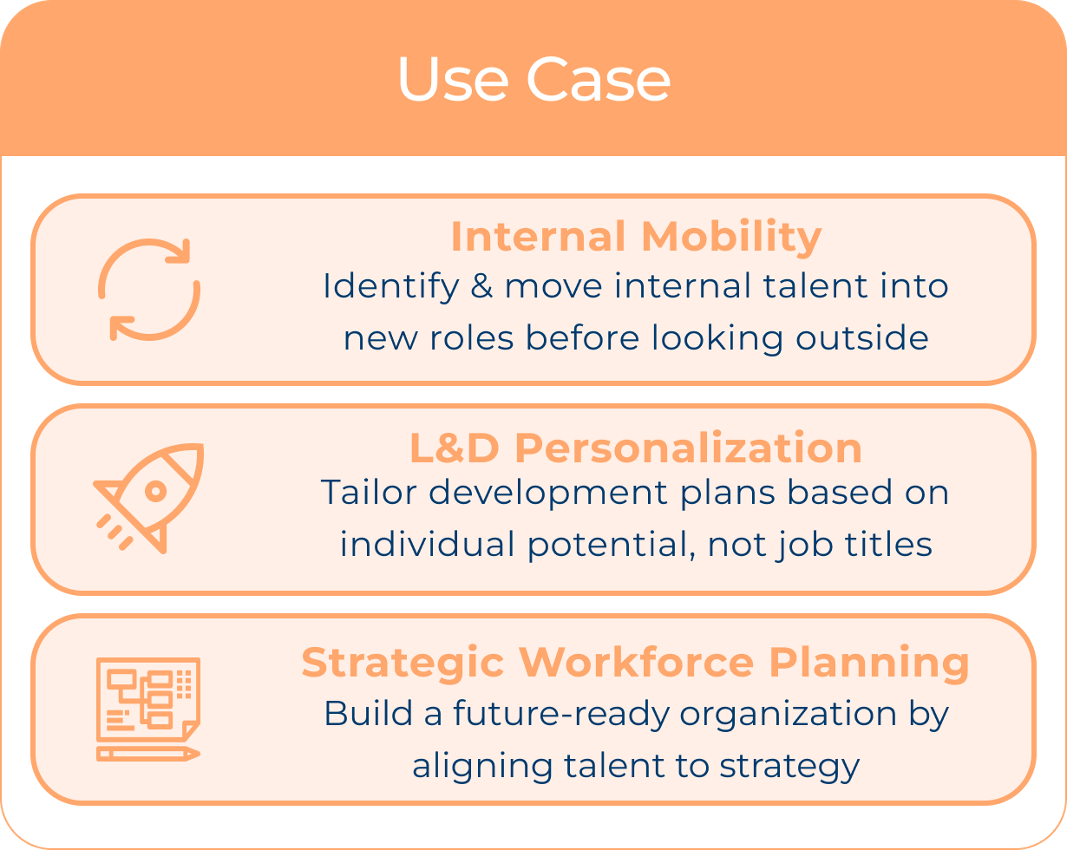 Use Case
Internal Mobility
Identify & move internal talent into
new roles before looking outside
L&D Personalization
Tailor development plans based on
individual potential, not job titles
Strategic Workforce Planning
Build a future-ready organization by
aligning talent to strategy